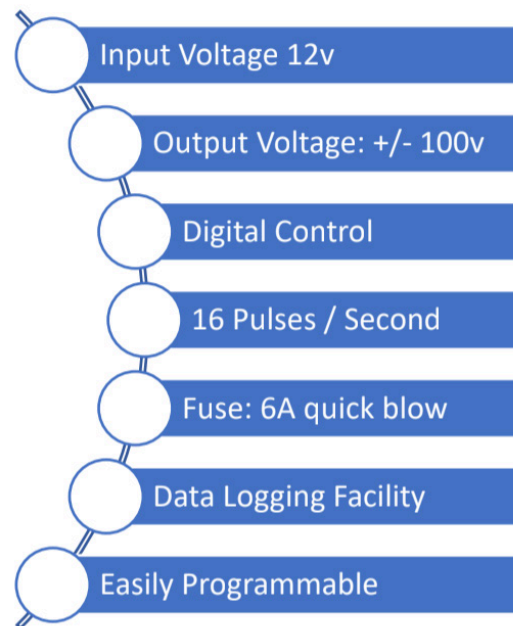 Input Voltage 12v
Output Voltage: +/- 100v
Digital Control
16 Pulses / Second
Fuse: 6A quick blow
Data Logging Facility
Easily Programmable